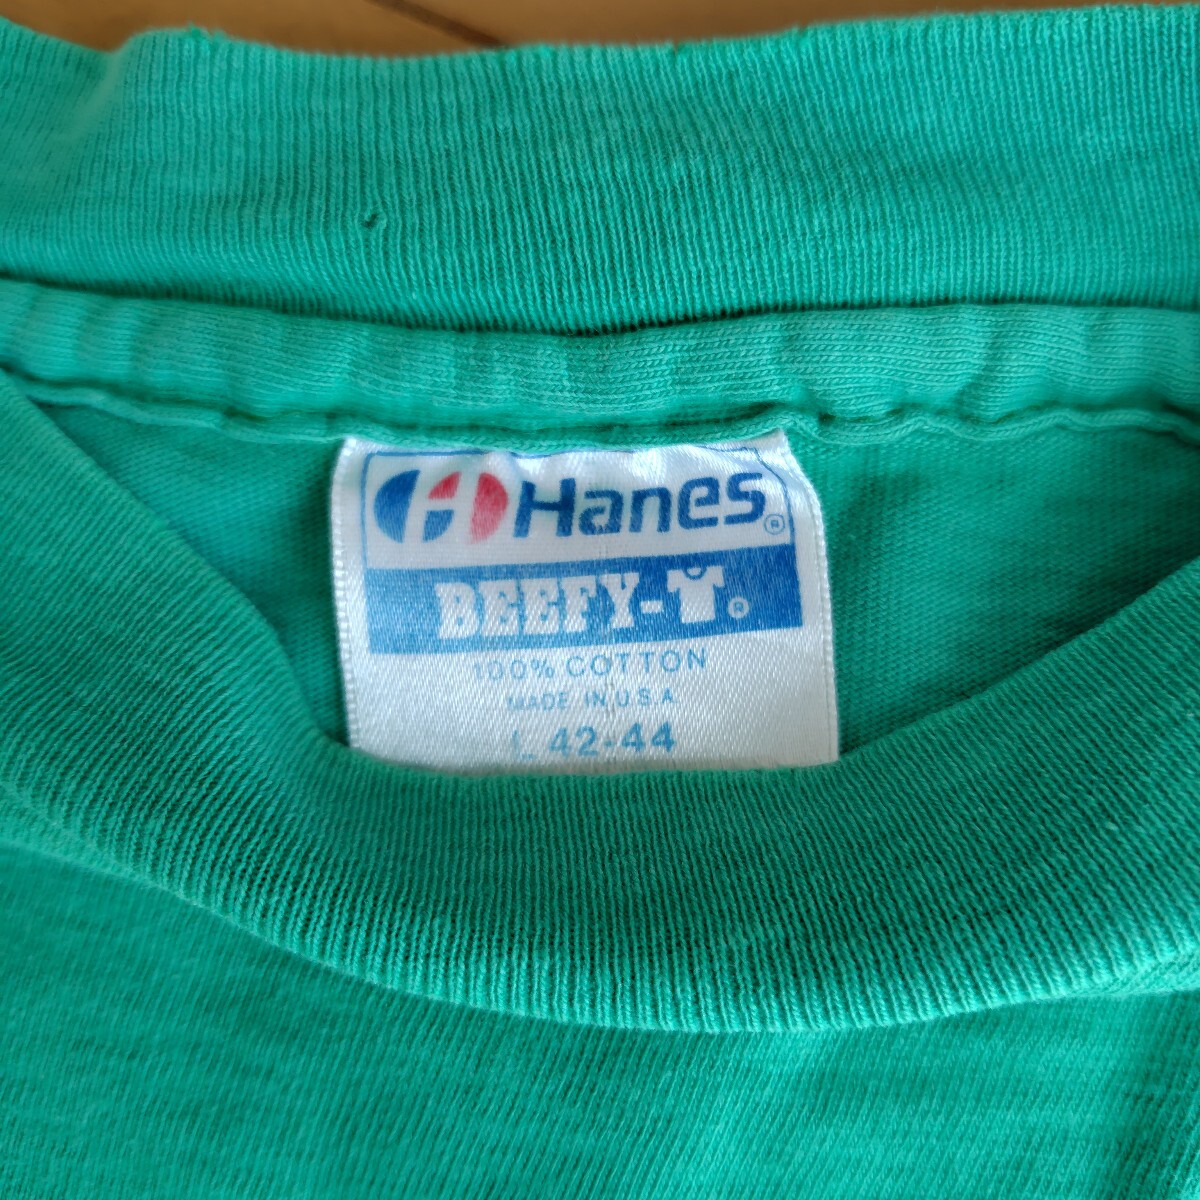 Hanes®
BEEFY-T®
100% COTTON
MADE IN U.S.A.
L 42-44